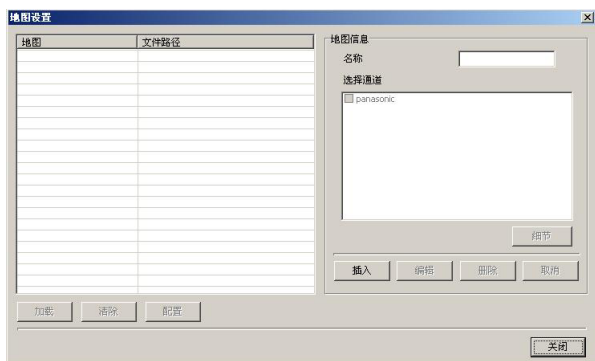 地图设置
地图 文件路径
地图信息
名称
选择通道
panasonic
细节
插入 编辑 删除 取消
加载 清除 配置
关闭